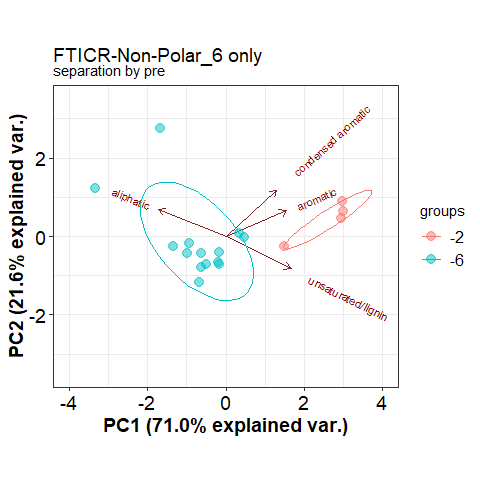 FTICR-Non-Polar_6 only
separation by pre
condensed aromatic
aromatic
aliphatic
unsaturated/lignin
groups
-2
-6
2
0
-2
-4
-2
0
2
4
PC1 (71.0% explained var.)
PC2 (21.6% explained var.)